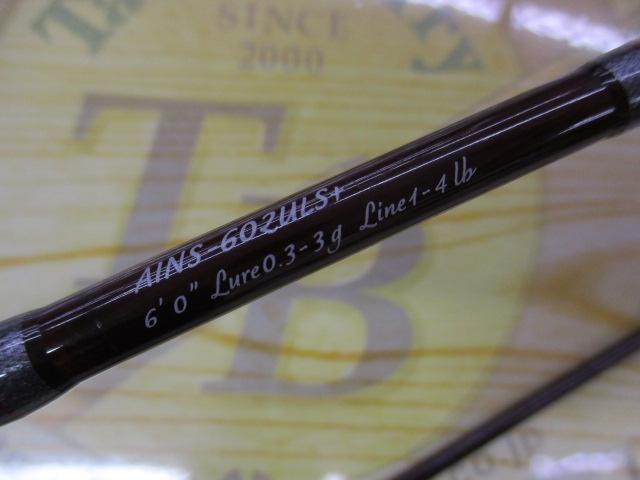 SINCE
2000
TB
AINS-602ULS+
6'0" Lure0.3-3g Line1-4lb